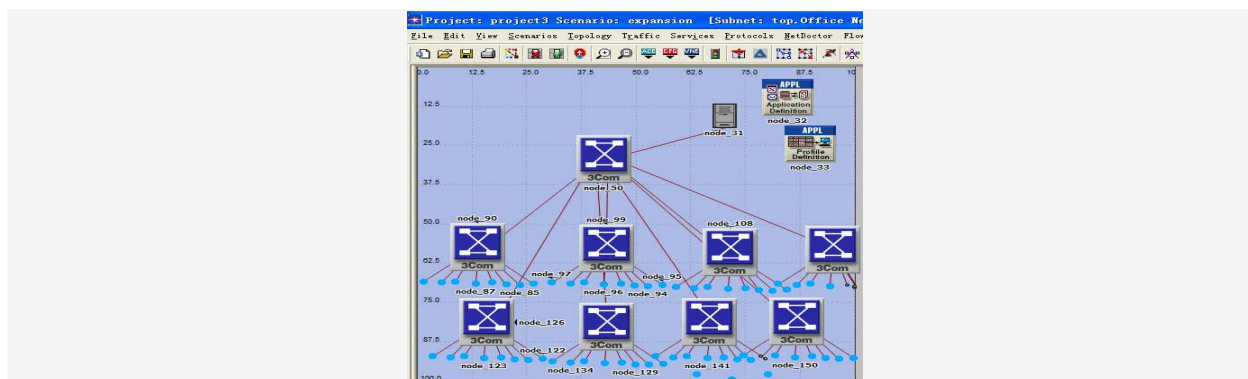 Project: project3 Scenario: expansion [Subnet: top.Office Ne
File Edit View Scenarios Topology Traffic Services Protocols NetDoctor Flow
0.0 12.5 25.0 37.5 50.0 62.5 75.0 87.5 10
APPL
12.5
Application
Definition
node_32
node_31
APPL
25.0
Profile
Definition
node_33
3Com
37.5
node_50
50.0
node_90 node_99 node_108
62.5
3Com 3Com 3Com 3Com
node_97 node_95
node_87 node_85 node_96 node_94
75.0
node_126
87.5
3Com 3Com 3Com 3Com
node_122
node_123 node_134 node_129 node_141 node_150
100.0